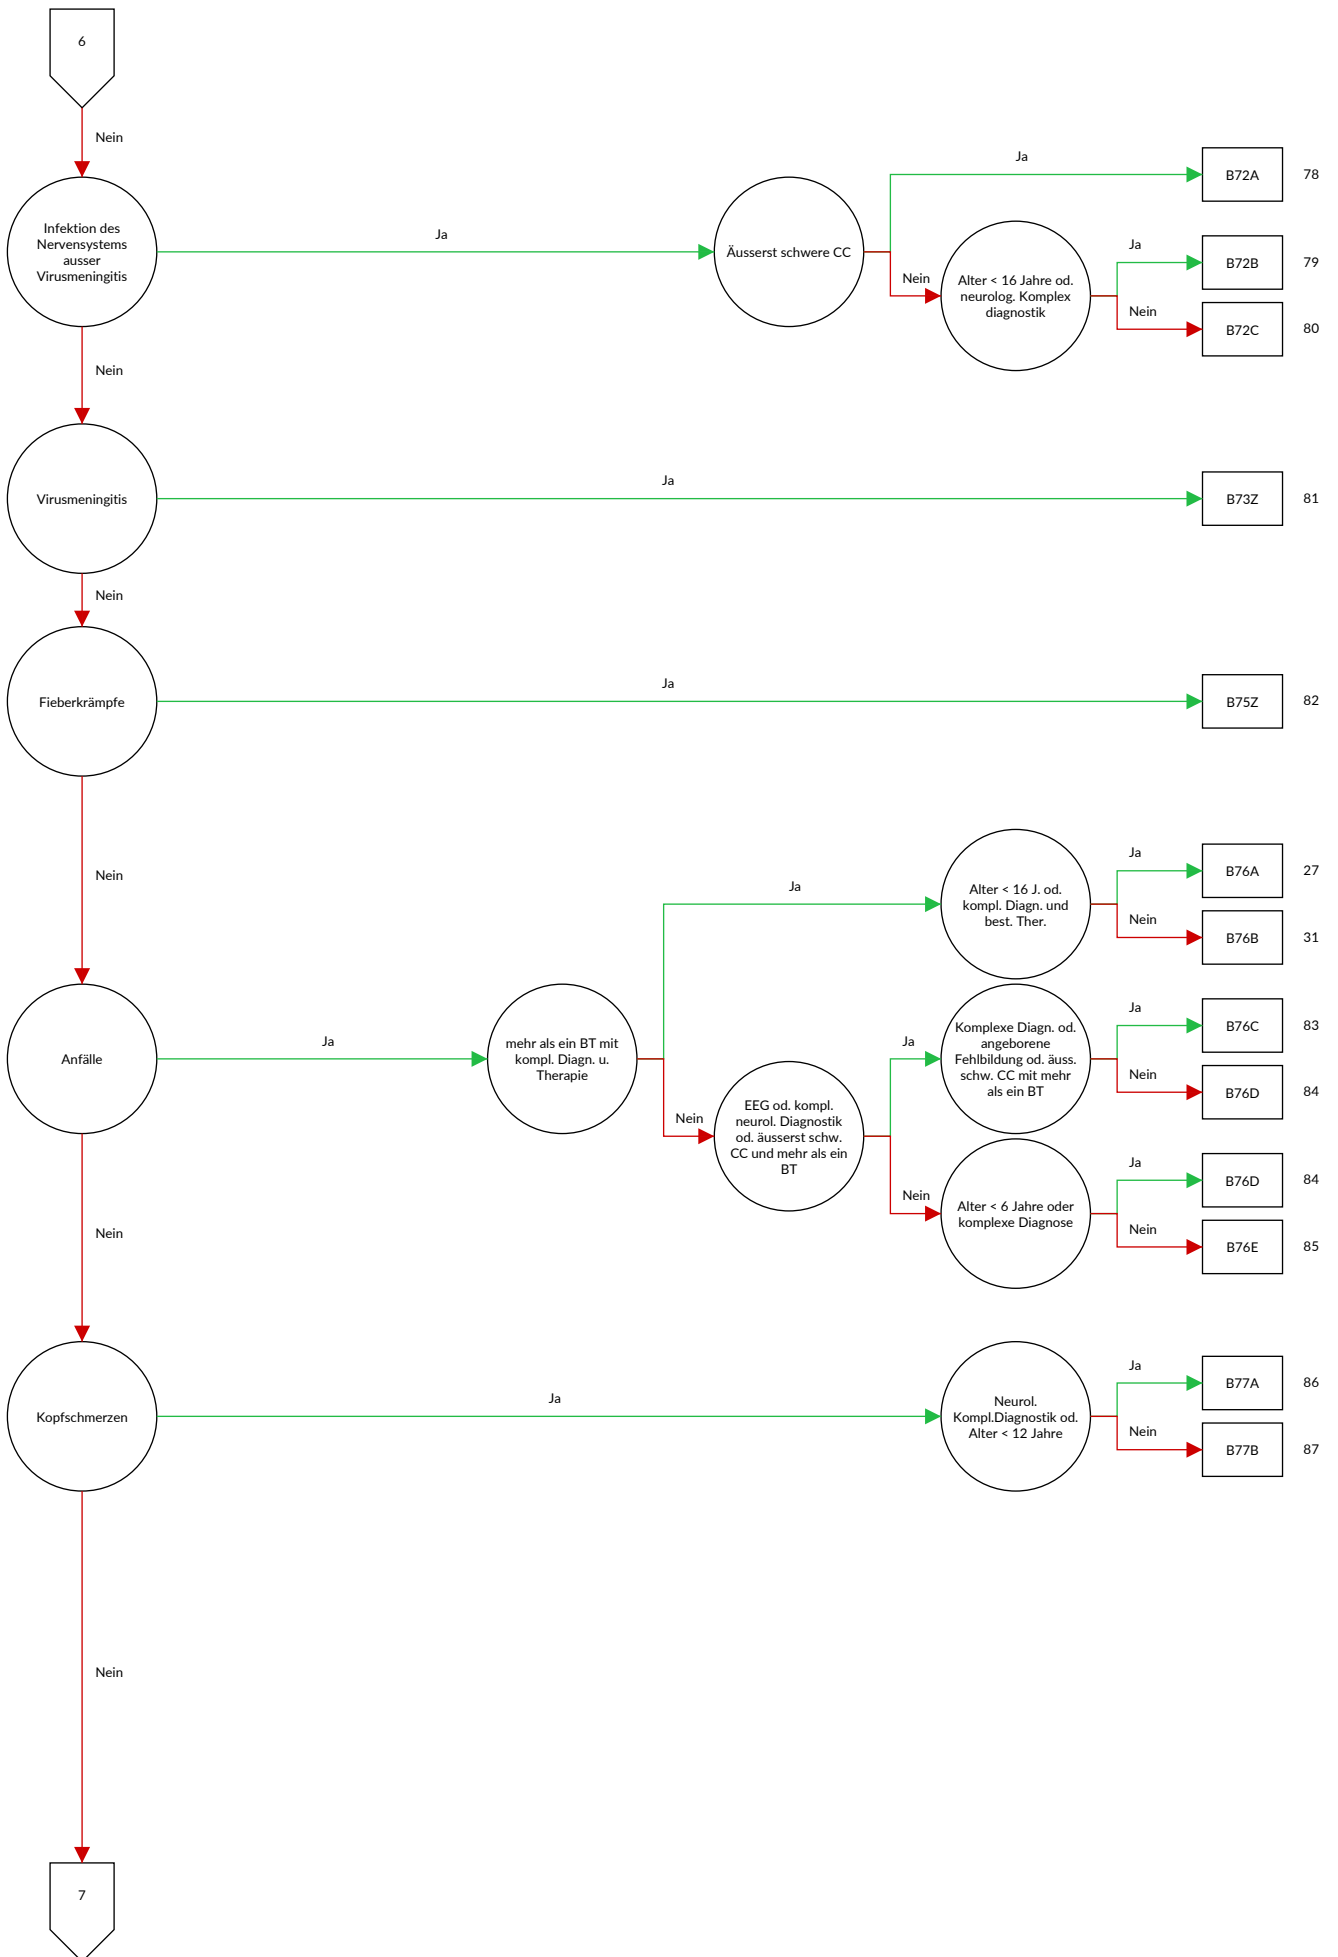 6
Nein
Infektion des
Nervensystems
ausser
Virusmeningitis
Ja
Äusserst schwere CC
Ja
B72A
78
Nein
Alter < 16 Jahre od.
neurolog. Komplex
diagnostik
Ja
B72B
79
Nein
B72C
80
Nein
Virusmeningitis
Ja
B73Z
81
Nein
Fieberkrämpfe
Ja
B75Z
82
Nein
Anfälle
Ja
mehr als ein BT mit
kompl. Diagn. u.
Therapie
Ja
Alter < 16 J. od.
kompl. Diagn. und
best. Ther.
Ja
B76A
27
Nein
B76B
31
Nein
EEG od. kompl.
neurol. Diagnostik
od. äusserst schw.
CC und mehr als ein
BT
Ja
Komplexe Diagn. od.
angeborene
Fehlbildung od. äuss.
schw. CC mit mehr
als ein BT
Ja
B76C
83
Nein
B76D
84
Nein
Alter < 6 Jahre oder
komplexe Diagnose
Ja
B76D
84
Nein
B76E
85
Nein
Kopfschmerzen
Ja
Neurol.
Kompl.Diagnostik od.
Alter < 12 Jahre
Ja
B77A
86
Nein
B77B
87
Nein
7